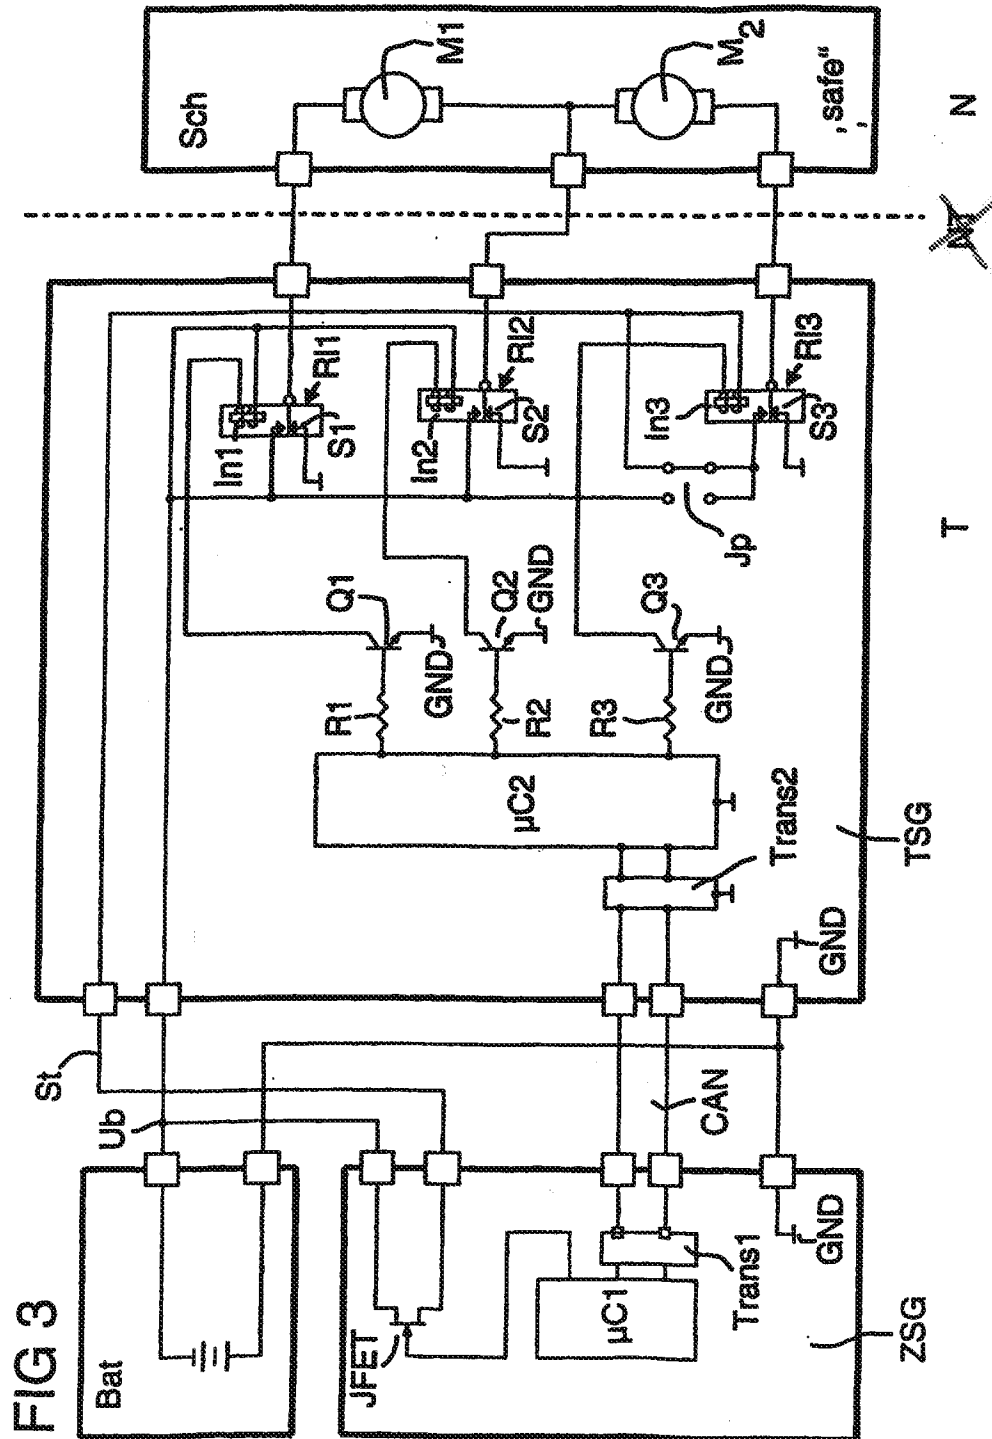 FIG 3
Bat
Ub
St
JFET
µC1
Trans1
GND
ZSG
CAN
GND
TSG
Trans2
µC2
R1
R2
R3
Q1
GND
Q2
GND
Q3
GND
In1
S1
Rl1
In2
S2
Rl2
In3
S3
Rl3
Jp
T
Sch
M1
M2
„safe“
N